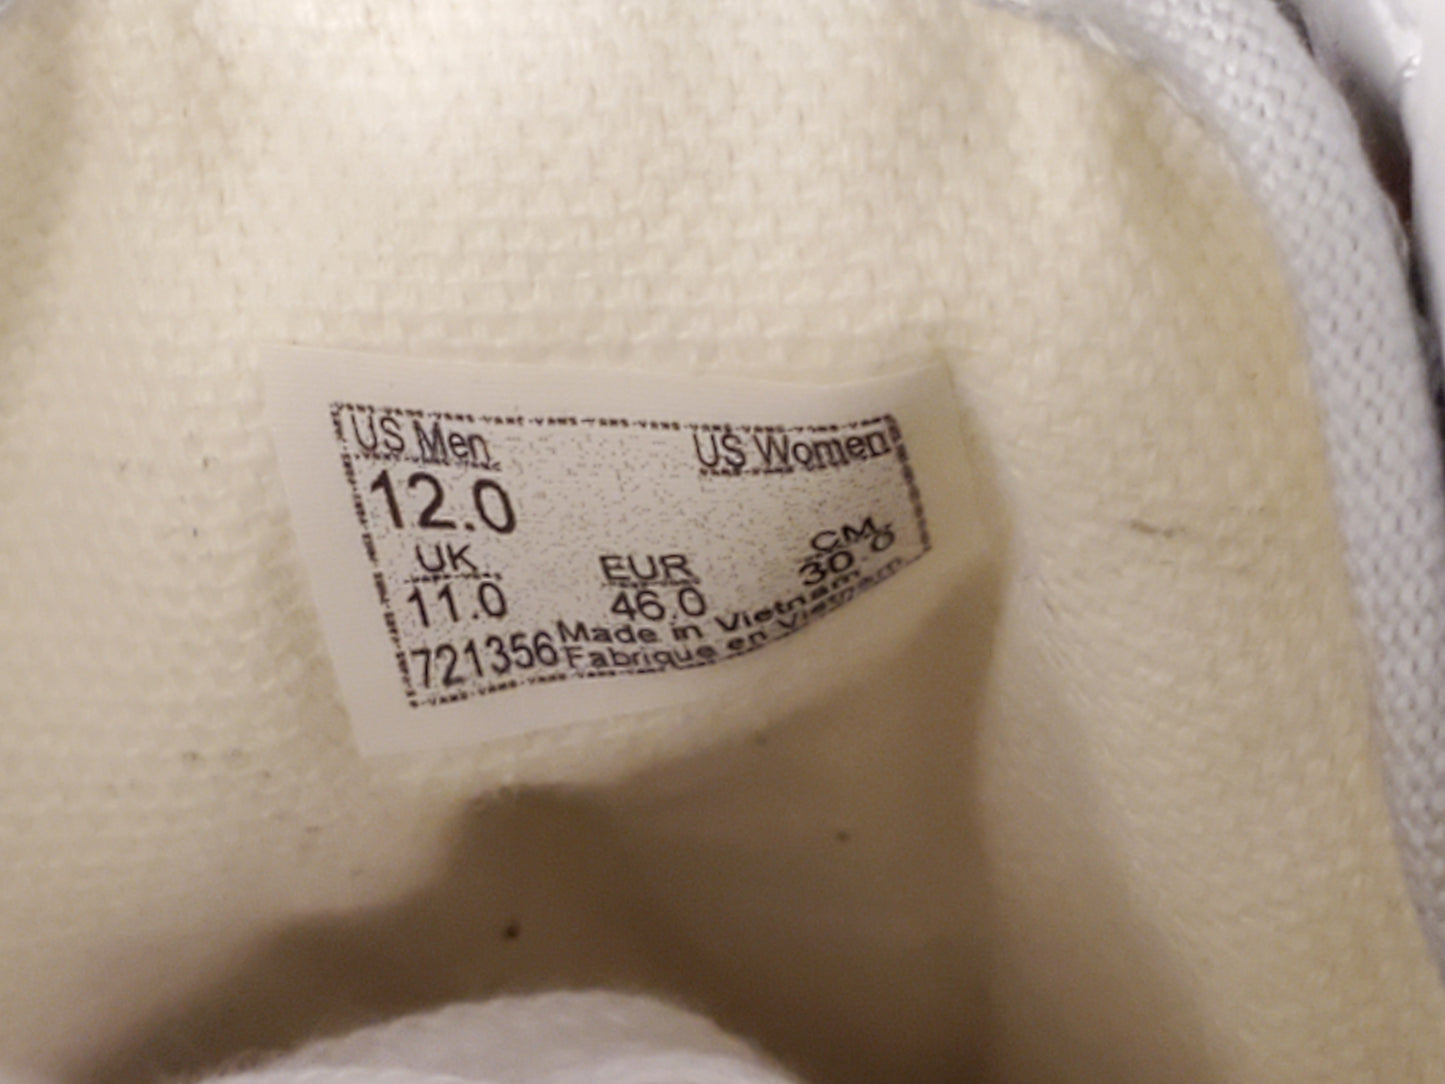 US Men US Women
12.0
UK EUR CM
11.0 46.0 30.0
721356 Made in Vietnam
Fabrique en Vietnam